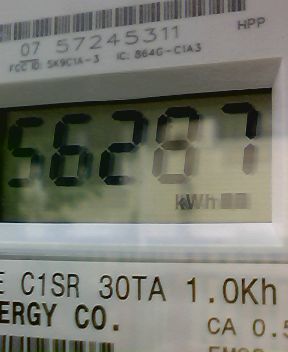 HPP
07 57245311
FCC ID: SK9C1A-3 IC: 864G-C1A3
56287
kWh
E C1SR 30TA 1.0Kh
ERGY CO.
CA 0.5